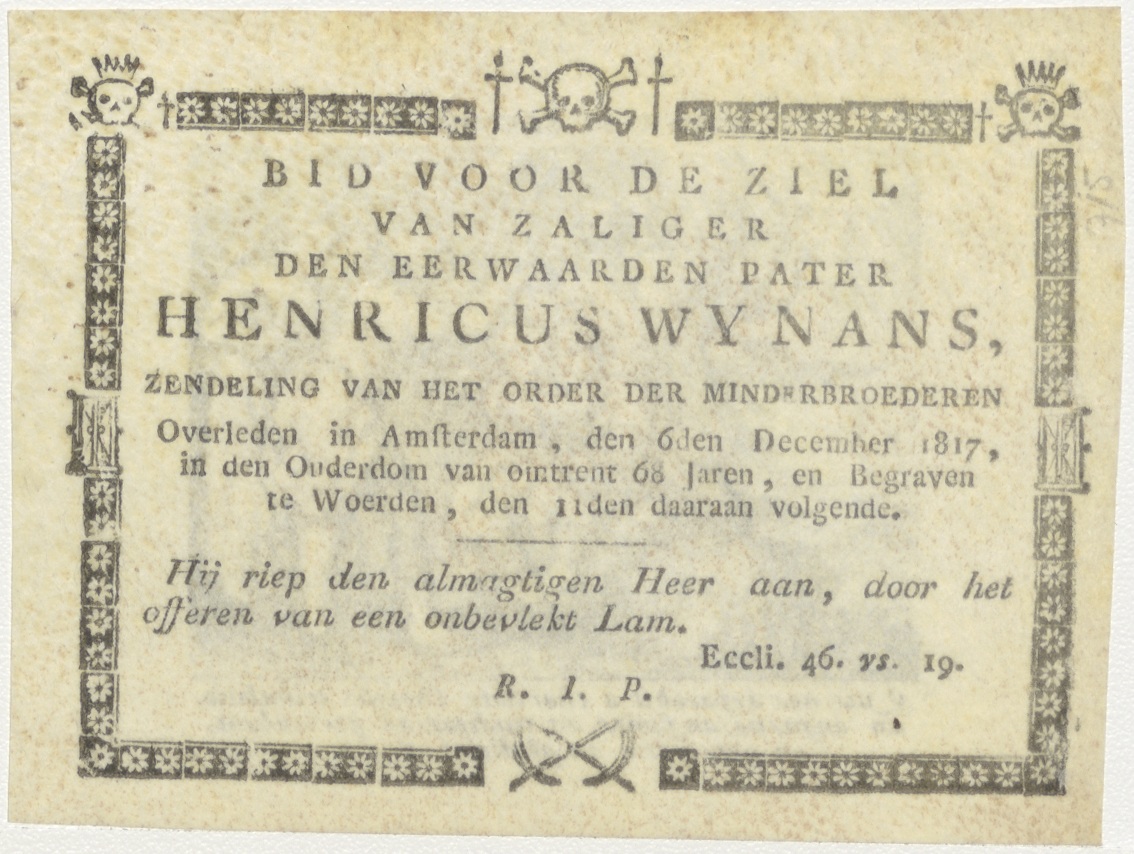 BID VOOR DE ZIEL
VAN ZALIGER
DEN EERWAARDEN PATER
HENRICUS WYNANS,
ZENDELING VAN HET ORDER DER MINDERBROEDEREN
Overleden in Amſterdam, den 6den December 1817,
in den Ouderdom van omtrent 68 Jaren, en Begraven
te Woerden, den 11den daaraan volgende.
Hij riep den almagtigen Heer aan, door het
offeren van een onbevlekt Lam.
Eccli. 46. vs. 19.
R. I. P.